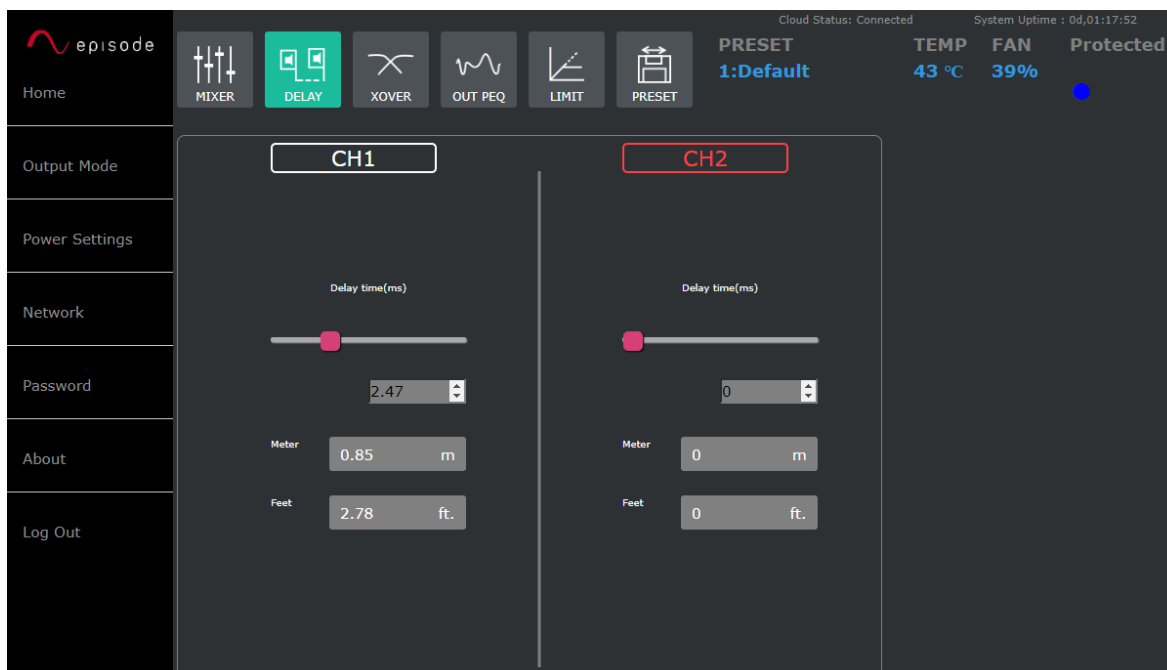 Cloud Status: Connected
System Uptime : 0d,01:17:52
epısode
Home
Output Mode
Power Settings
Network
Password
About
Log Out
MIXER
DELAY
XOVER
OUT PEQ
LIMIT
PRESET
PRESET
1:Default
TEMP
43 °C
FAN
39%
Protected
CH1
Delay time(ms)
2.47
Meter
0.85 m
Feet
2.78 ft.
CH2
Delay time(ms)
0
Meter
0 m
Feet
0 ft.